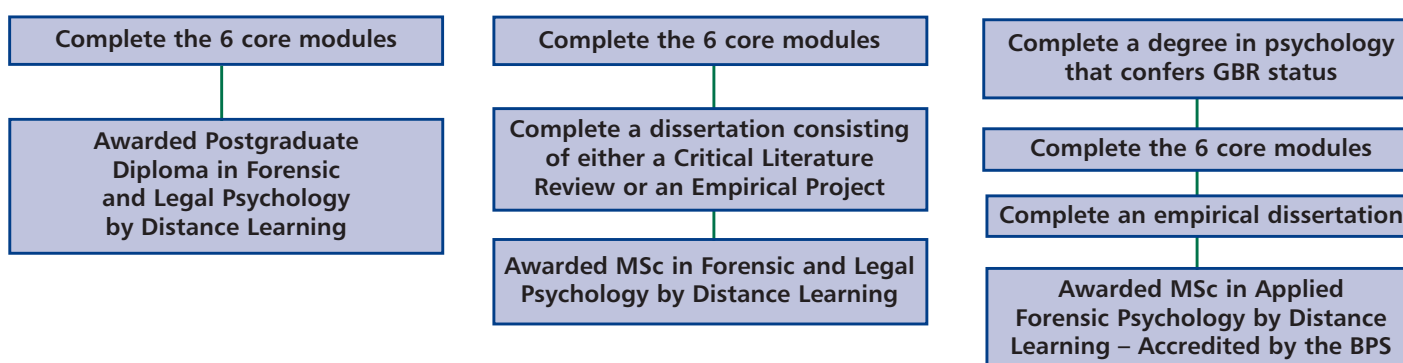 Complete the 6 core modules
Awarded Postgraduate
Diploma in Forensic
and Legal Psychology
by Distance Learning
Complete the 6 core modules
Complete a dissertation consisting
of either a Critical Literature
Review or an Empirical Project
Awarded MSc in Forensic and Legal
Psychology by Distance Learning
Complete a degree in psychology
that confers GBR status
Complete the 6 core modules
Complete an empirical dissertation
Awarded MSc in Applied
Forensic Psychology by Distance
Learning – Accredited by the BPS